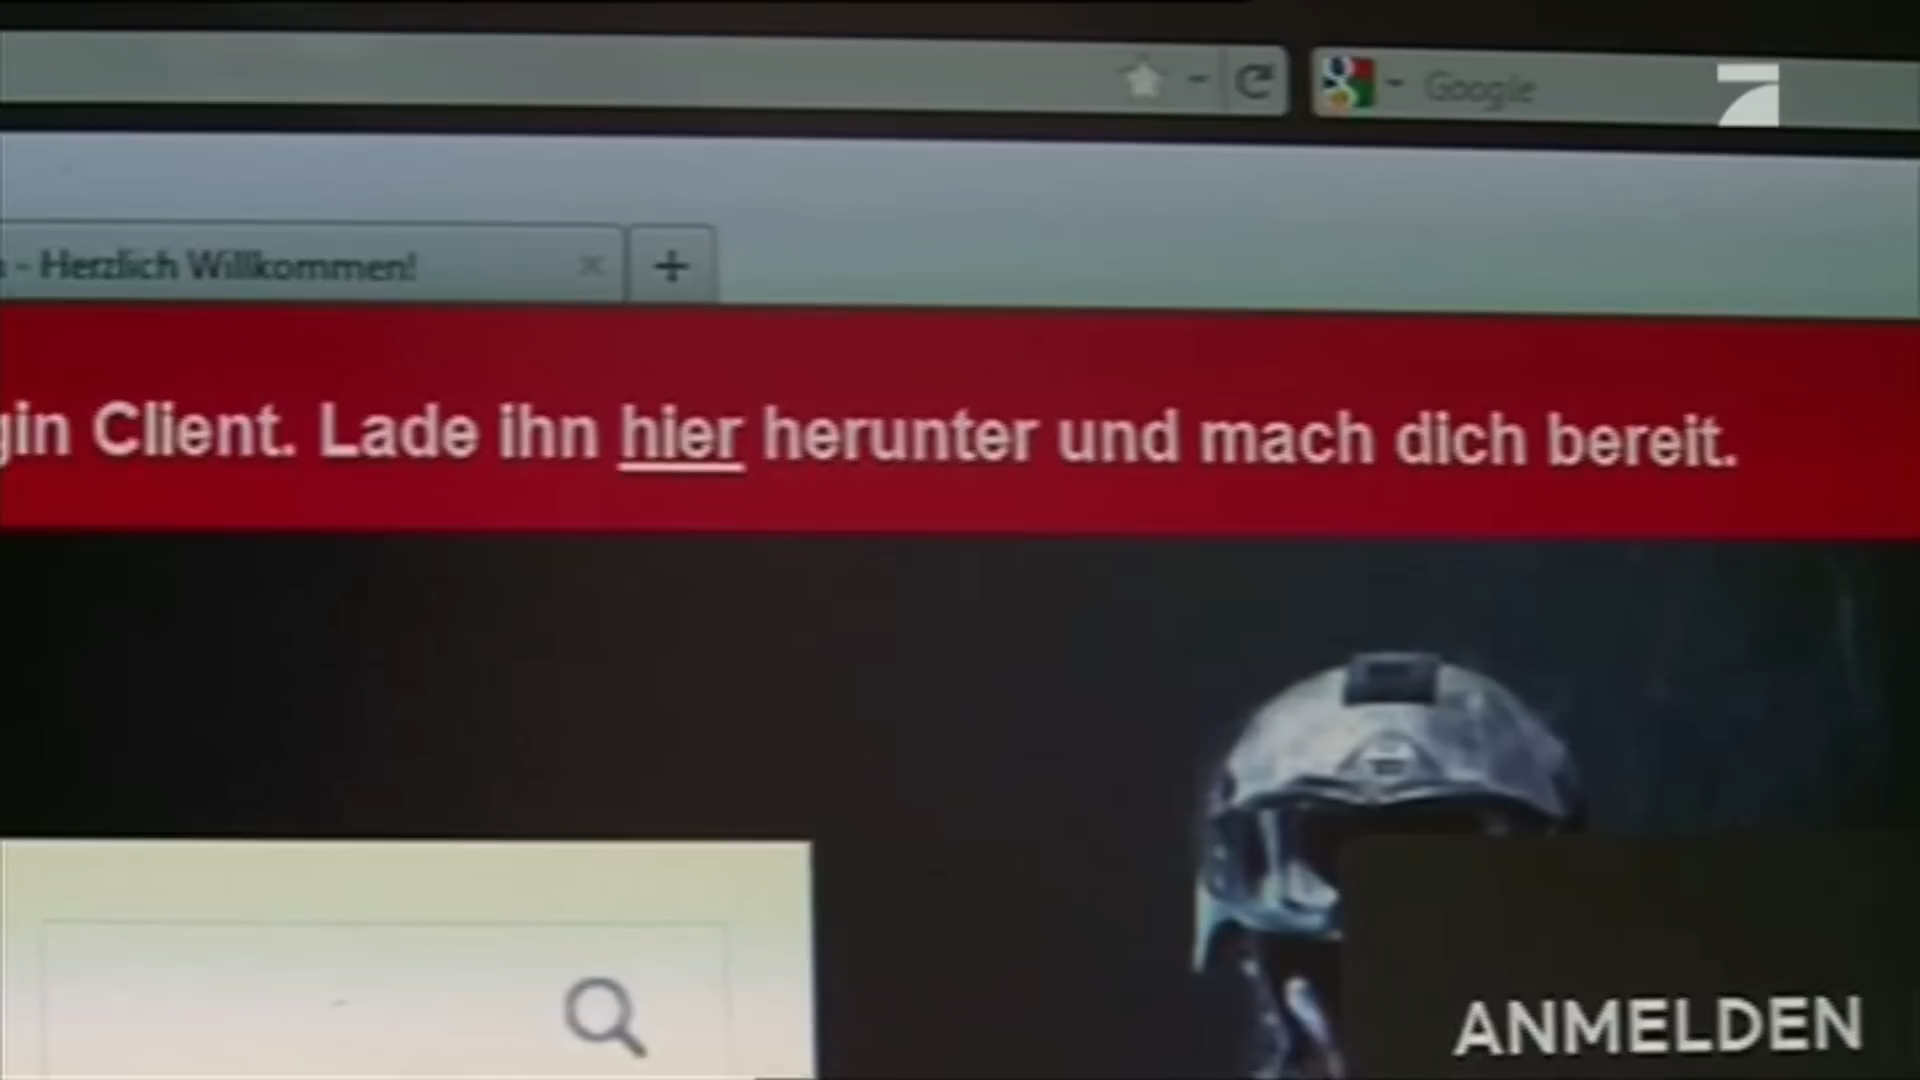 Google
- Herzlich Willkommen!
gin Client. Lade ihn hier herunter und mach dich bereit.
ANMELDEN